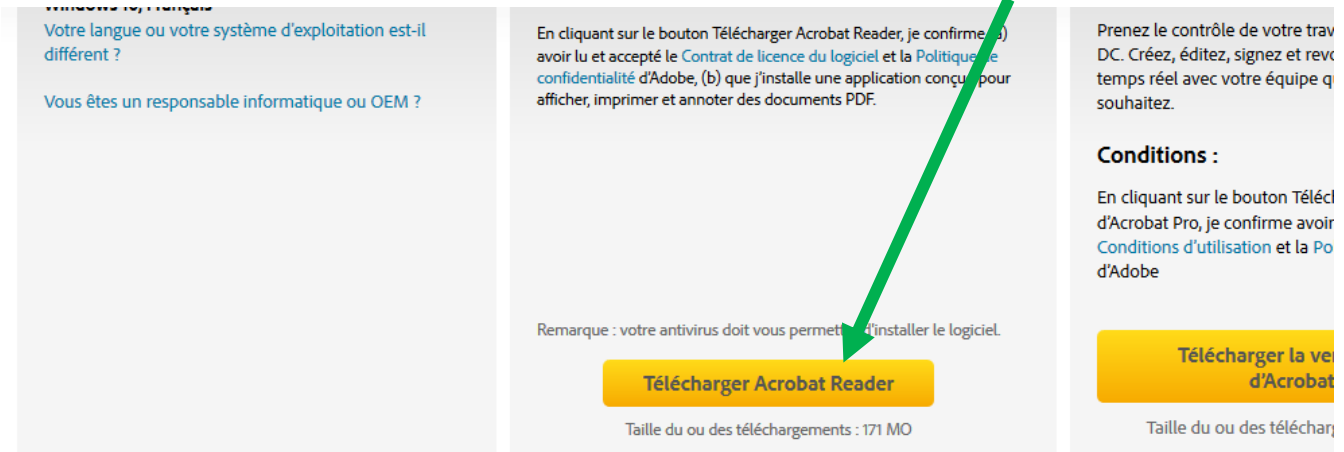 Windows 10, Français
Votre langue ou votre système d'exploitation est-il
différent ?
Vous êtes un responsable informatique ou OEM ?
En cliquant sur le bouton Télécharger Acrobat Reader, je confirme
avoir lu et accepté le Contrat de licence du logiciel et la Politique de
confidentialité d'Adobe, (b) que j'installe une application conçue pour
afficher, imprimer et annoter des documents PDF.
Remarque : votre antivirus doit vous permettre d'installer le logiciel.
Télécharger Acrobat Reader
Taille du ou des téléchargements : 171 MO
Prenez le contrôle de votre
DC. Créez, éditez, signez et
temps réel avec votre équipe
souhaitez.
Conditions :
En cliquant sur le bouton
d'Acrobat Pro, je confirme avoir
Conditions d'utilisation et la
d'Adobe
Télécharger la
d'Acrobat
Taille du ou des